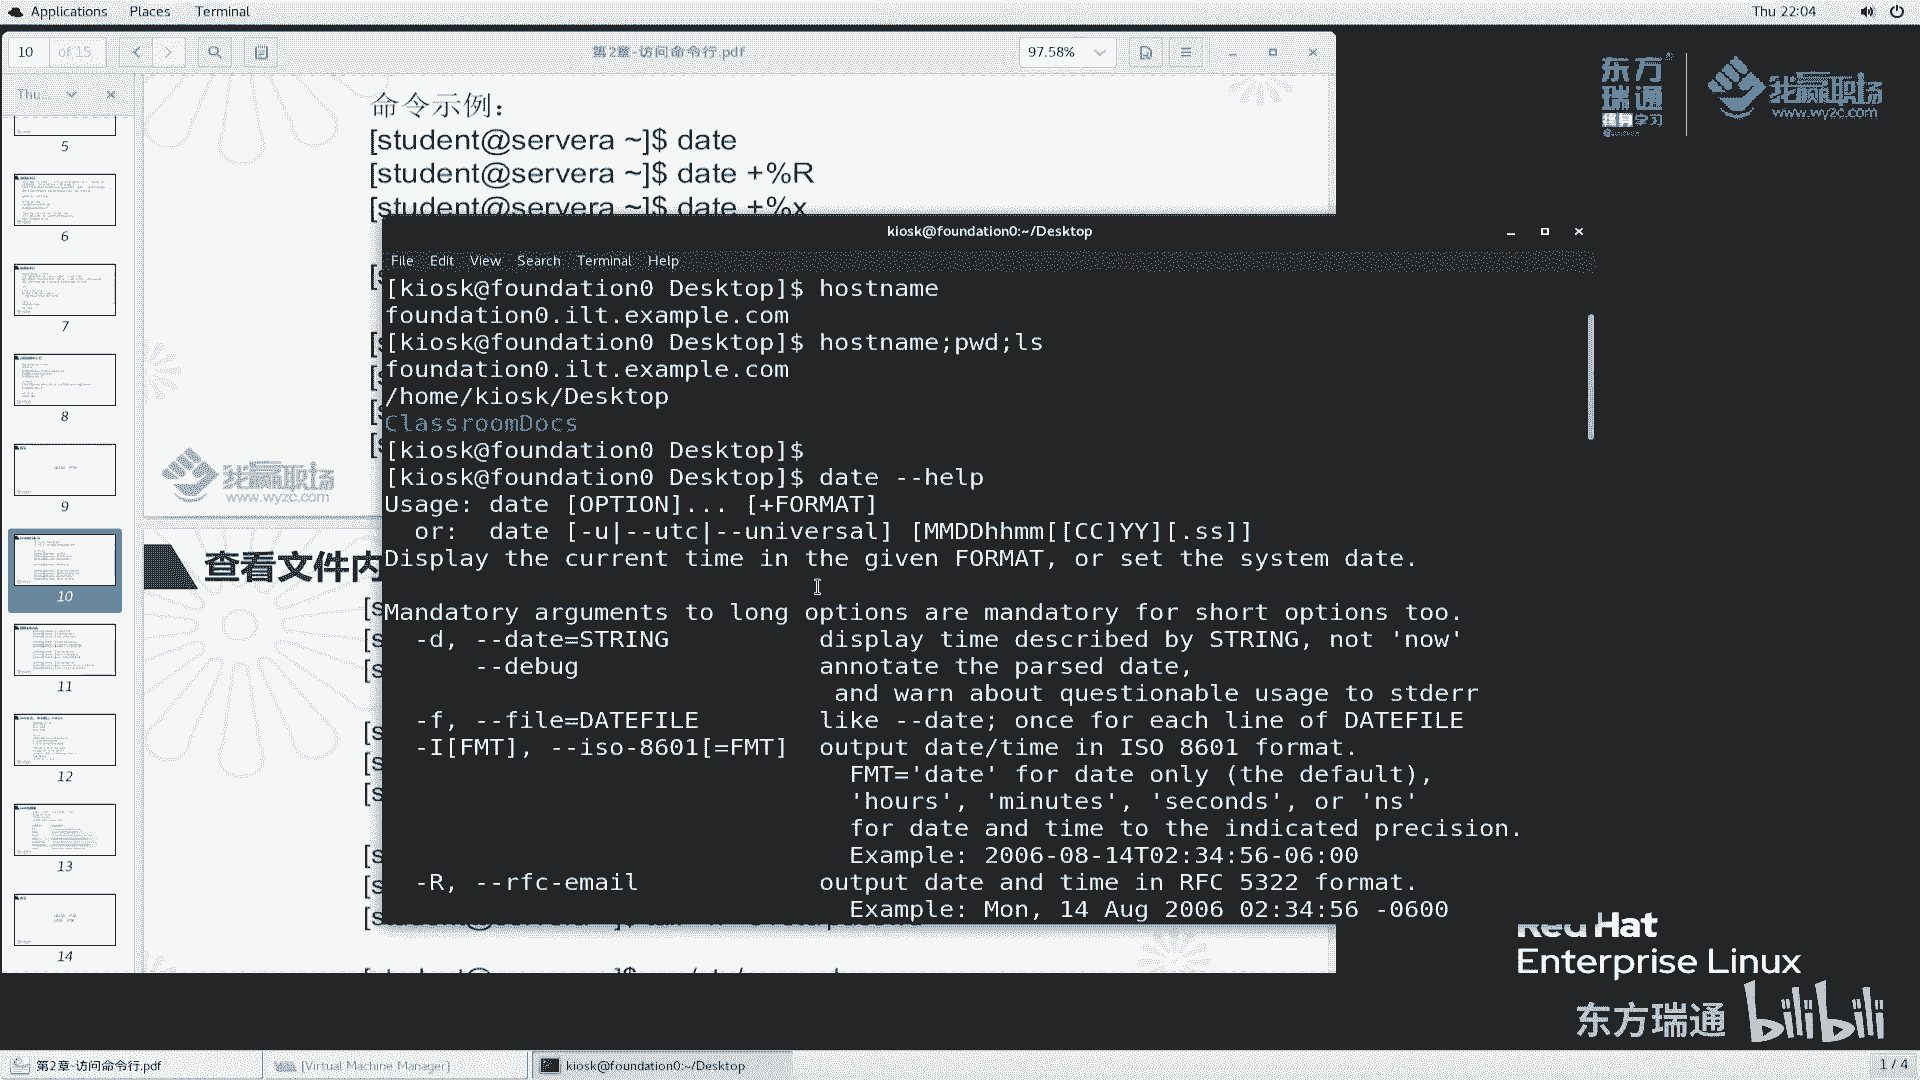 Applications Places Terminal
Thu 22:04
10 of 15
第2章-访问命令行.pdf
97.58%
Thu...
5
6
7
8
9
10
11
12
13
14
命令示例：
[student@servera ~]$ date
[student@servera ~]$ date +%R
[student@servera ~]$ date +%x
我赢职场
www.wyzc.com
查看文件内
东方瑞通
终身学习
我赢职场
www.wyzc.com
kiosk@foundation0:~/Desktop
File Edit View Search Terminal Help
[kiosk@foundation0 Desktop]$ hostname
foundation0.ilt.example.com
[kiosk@foundation0 Desktop]$ hostname;pwd;ls
foundation0.ilt.example.com
/home/kiosk/Desktop
ClassroomDocs
[kiosk@foundation0 Desktop]$
[kiosk@foundation0 Desktop]$ date --help
Usage: date [OPTION]... [+FORMAT]
or: date [-u|--utc|--universal] [MMDDhhmm[[CC]YY][.ss]]
Display the current time in the given FORMAT, or set the system date.
Mandatory arguments to long options are mandatory for short options too.
-d, --date=STRING display time described by STRING, not 'now'
--debug annotate the parsed date,
and warn about questionable usage to stderr
-f, --file=DATEFILE like --date; once for each line of DATEFILE
-I[FMT], --iso-8601[=FMT] output date/time in ISO 8601 format.
FMT='date' for date only (the default),
'hours', 'minutes', 'seconds', or 'ns'
for date and time to the indicated precision.
Example: 2006-08-14T02:34:56-06:00
-R, --rfc-email output date and time in RFC 5322 format.
Example: Mon, 14 Aug 2006 02:34:56 -0600
Red Hat
Enterprise Linux
东方瑞通 bilibili
第2章-访问命令行.pdf
[Virtual Machine Manager]
kiosk@foundation0:~/Desktop
1 / 4